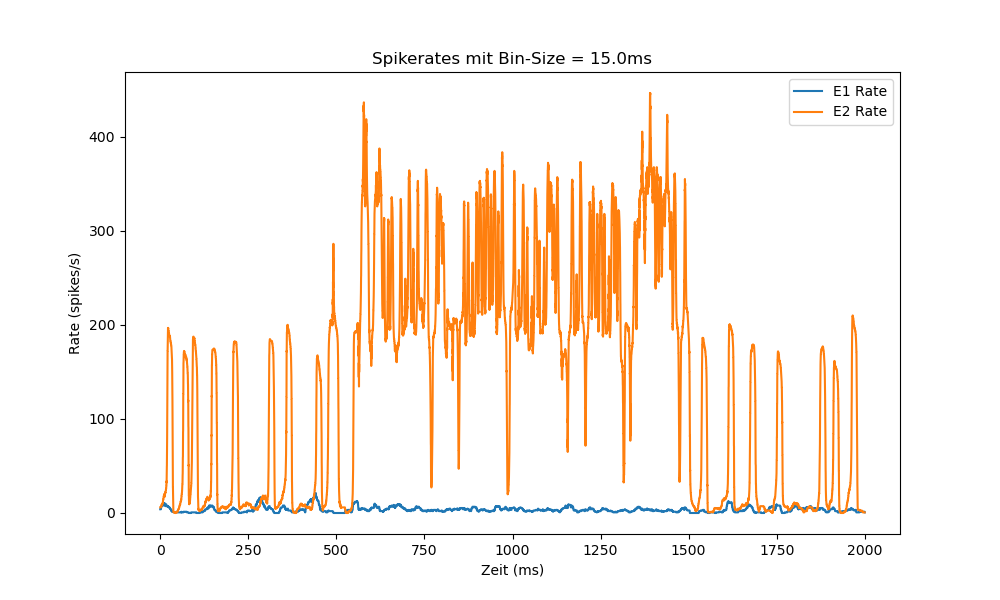 Spikerates mit Bin-Size = 15.0ms
E1 Rate
E2 Rate
Rate (spikes/s)
400
300
200
100
0
0 250 500 750 1000 1250 1500 1750 2000
Zeit (ms)